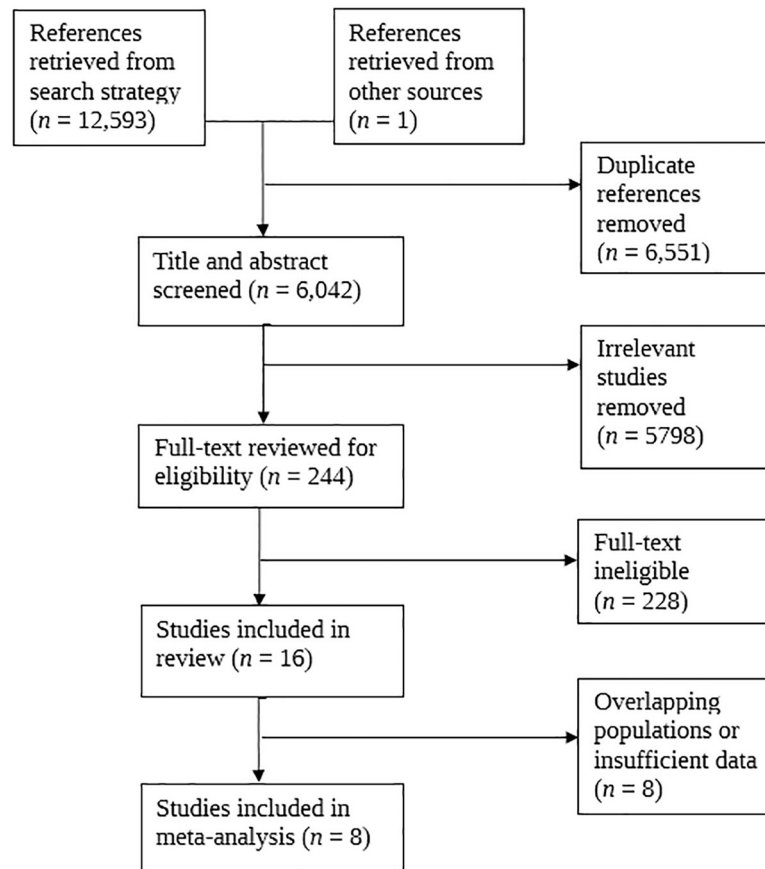 References
retrieved from
search strategy
(n = 12,593)
References
retrieved from
other sources
(n = 1)
Duplicate
references
removed
(n = 6,551)
Title and abstract
screened (n = 6,042)
Irrelevant
studies
removed
(n = 5798)
Full-text reviewed for
eligibility (n = 244)
Full-text
ineligible
(n = 228)
Studies included in
review (n = 16)
Overlapping
populations or
insufficient data
(n = 8)
Studies included in
meta-analysis (n = 8)